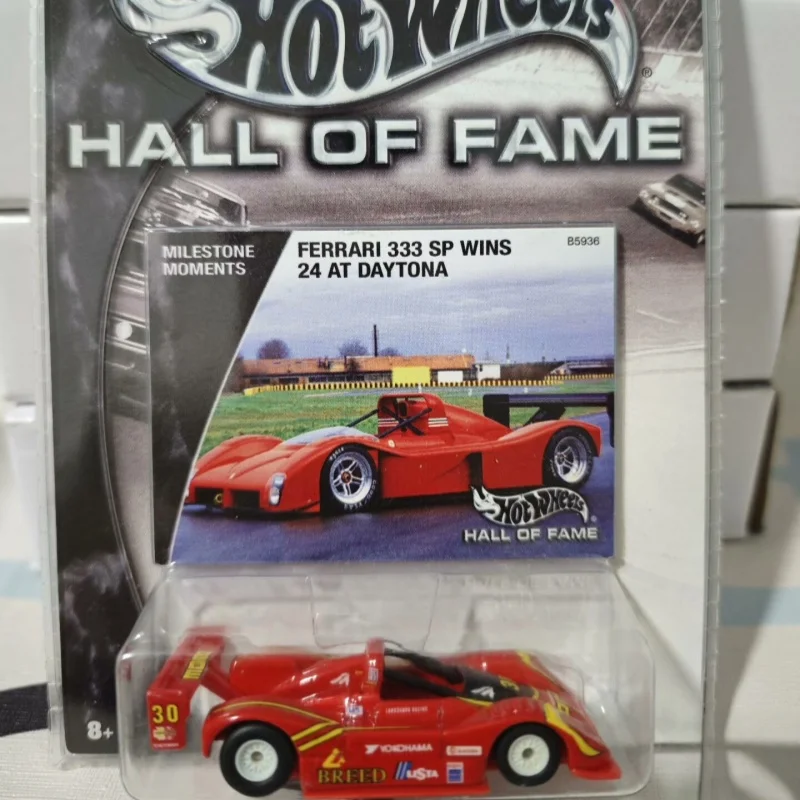 HOT WHEELS
®
HALL OF FAME
MILESTONE
MOMENTS
FERRARI 333 SP WINS
24 AT DAYTONA
B5936
HOT WHEELS
®
HALL OF FAME
8+
30
YOKOHAMA
BREED
LISTA